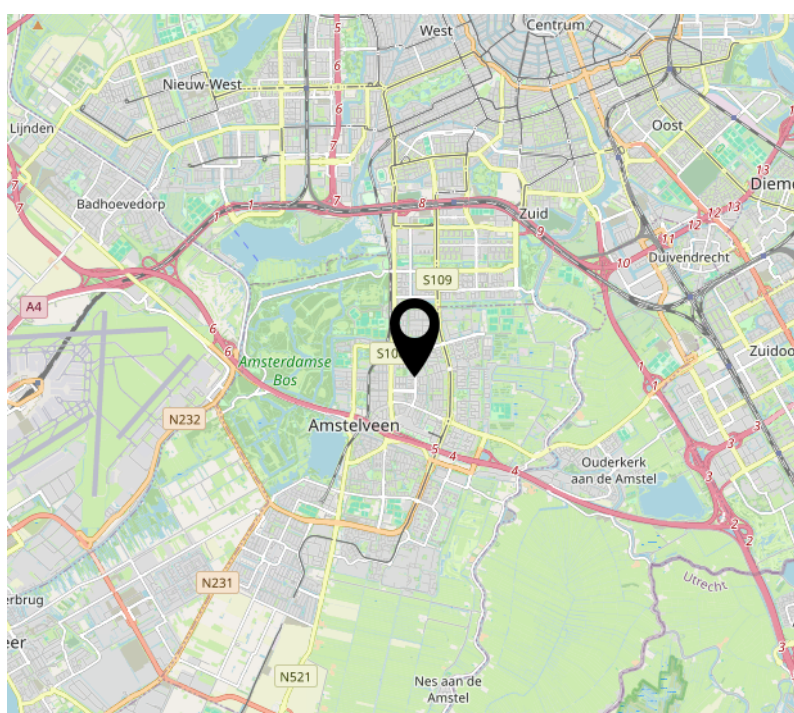 West
Centrum
5
6
6
7
Nieuw-West
Lijnden
Oost
13
7
7
Badhoevedorp
1
1
7
8
Zuid
9
12
12
13
11
10
Dieme
Duivendrecht
S109
A4
6
6
Amsterdamse
Bos
S10
Zuidoo
1
1
N232
Amstelveen
5
4
4
3
3
3
Ouderkerk
aan de Amstel
2
2
N231
Utrecht
erbrug
eer
N521
Nes aan de
Amstel
3